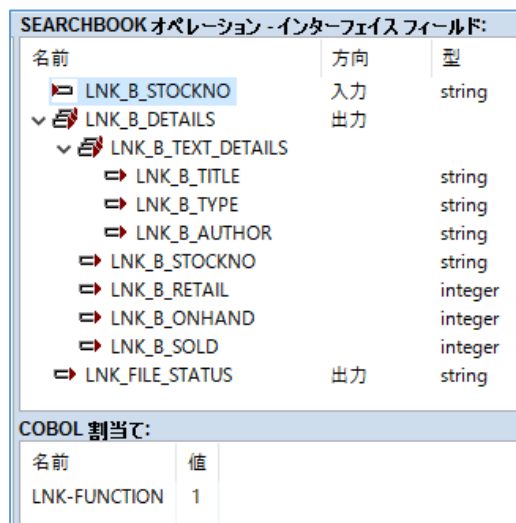 SEARCHBOOK オペレーション - インターフェイス フィールド:
名前 方向 型
LNK_B_STOCKNO 入力 string
LNK_B_DETAILS 出力
LNK_B_TEXT_DETAILS
LNK_B_TITLE string
LNK_B_TYPE string
LNK_B_AUTHOR string
LNK_B_STOCKNO string
LNK_B_RETAIL integer
LNK_B_ONHAND integer
LNK_B_SOLD integer
LNK_FILE_STATUS 出力 string
COBOL 割当て:
名前 値
LNK-FUNCTION 1